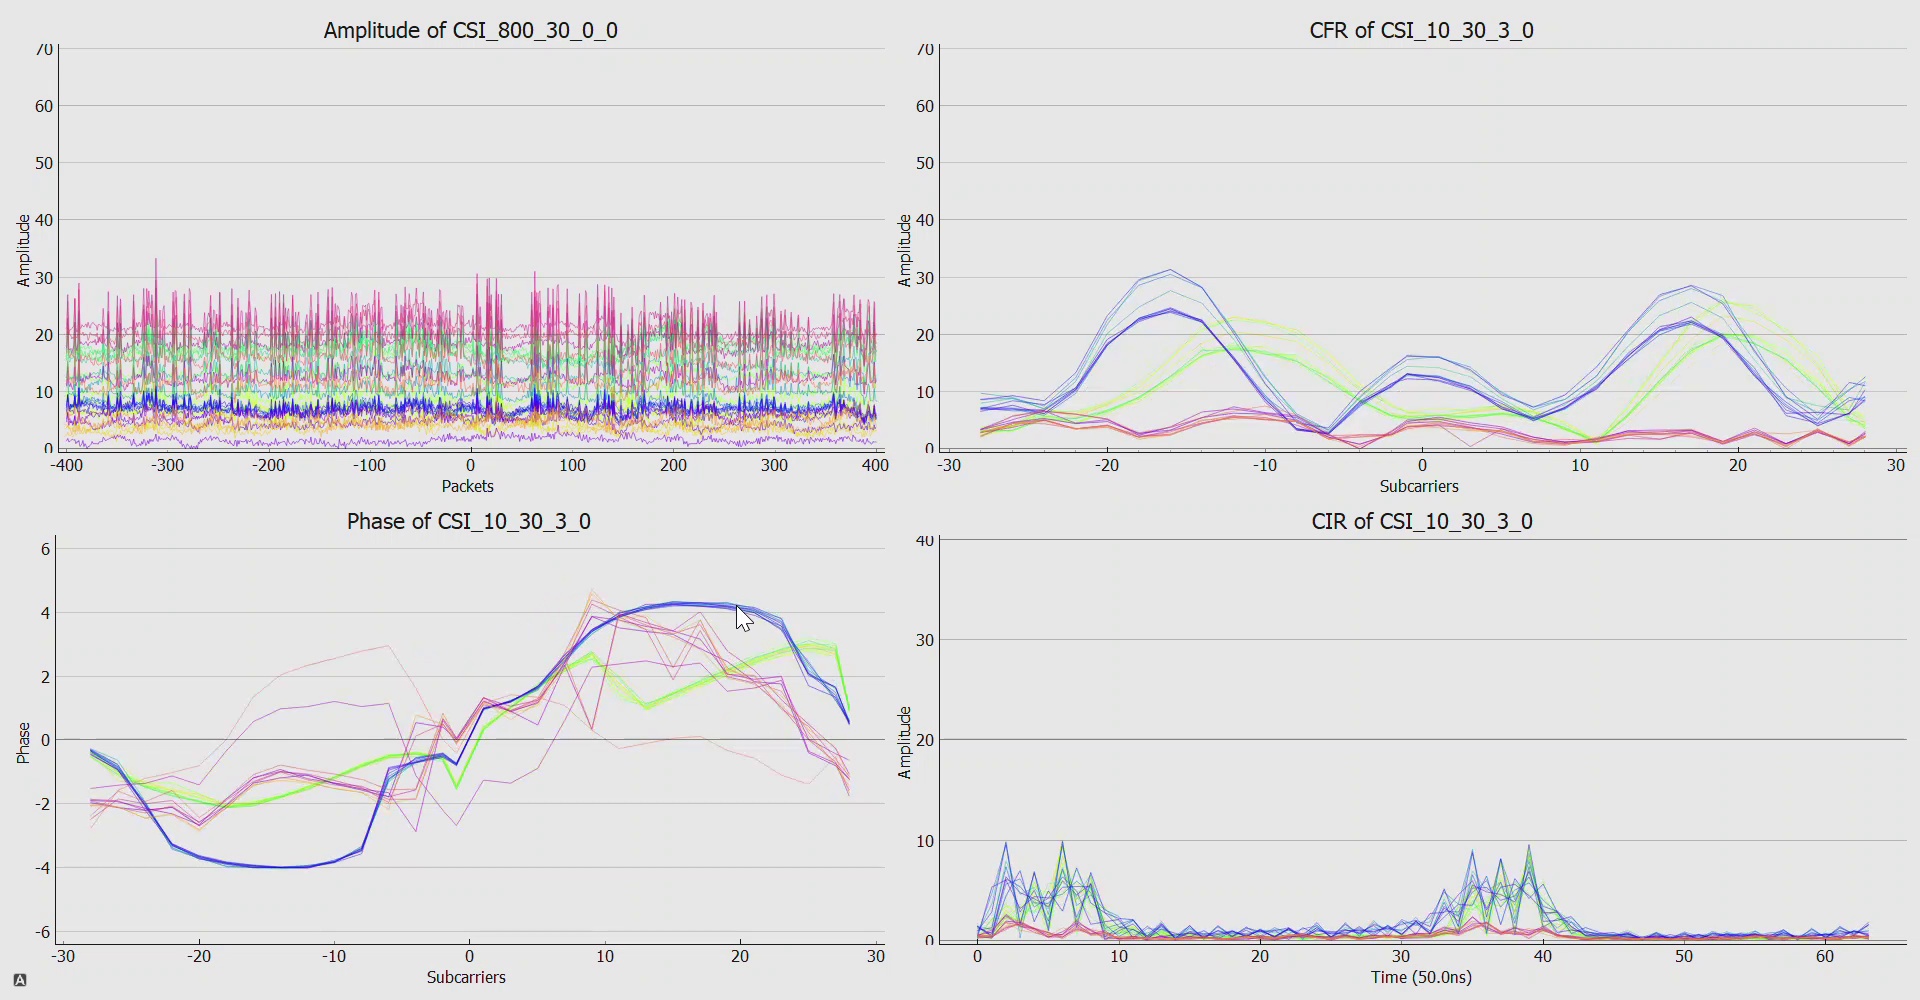 Amplitude of CSI_800_30_0_0
70
60
50
40
30
20
10
0
Amplitude
-400 -300 -200 -100 0 100 200 300 400
Packets
CFR of CSI_10_30_3_0
70
60
50
40
30
20
10
0
Amplitude
-30 -20 -10 0 10 20 30
Subcarriers
Phase of CSI_10_30_3_0
6
4
2
0
-2
-4
-6
Phase
-30 -20 -10 0 10 20 30
Subcarriers
A
CIR of CSI_10_30_3_0
40
30
20
10
0
Amplitude
0 10 20 30 40 50 60
Time (50.0ns)